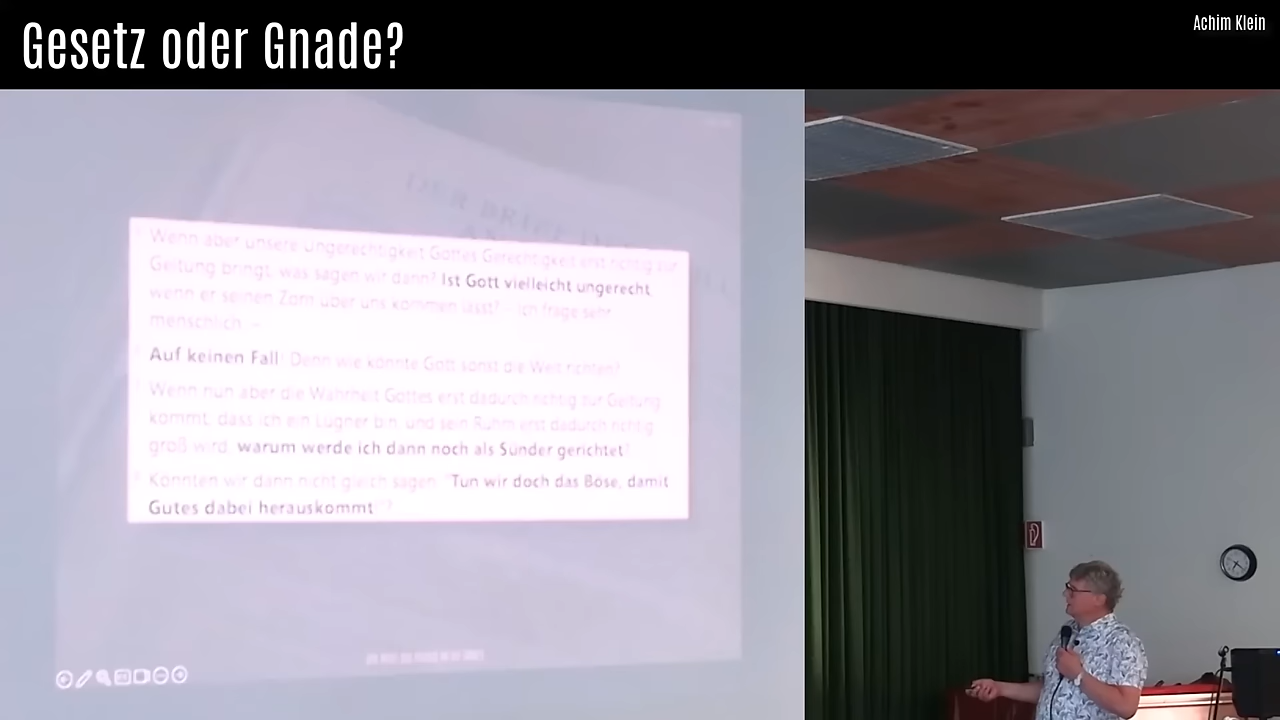 Gesetz oder Gnade?
Achim Klein
Wenn aber unsere Ungerechtigkeit Gottes Gerechtigkeit erst richtig zur
Geltung bringt, was sagen wir dann? Ist Gott vielleicht ungerecht
wenn er seinen Zorn über uns kommen lässt? – Ich frage sehr
menschlich. –
Auf keinen Fall! Denn wie könnte Gott sonst die Welt richten?
Wenn nun aber die Wahrheit Gottes erst dadurch richtig zur Geltung
kommt, dass ich ein Lügner bin, und sein Ruhm erst dadurch richtig
groß wird, warum werde ich dann noch als Sünder gerichtet?
Könnten wir dann nicht gleich sagen: "Tun wir doch das Böse, damit
Gutes dabei herauskommt"?